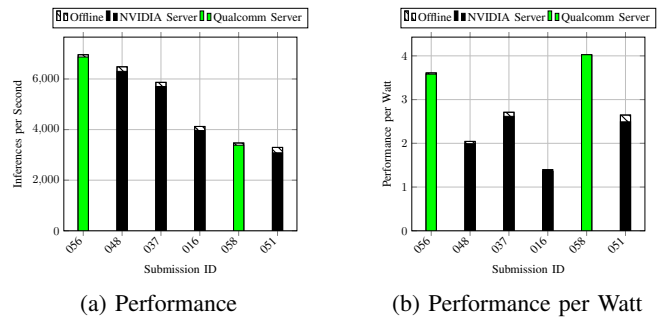 Offline NVIDIA Server Qualcomm Server
Inferences per Second
6,000
4,000
2,000
0
056 048 037 016 058 051
Submission ID
(a) Performance
Offline NVIDIA Server Qualcomm Server
Performance per Watt
4
3
2
1
0
056 048 037 016 058 051
Submission ID
(b) Performance per Watt